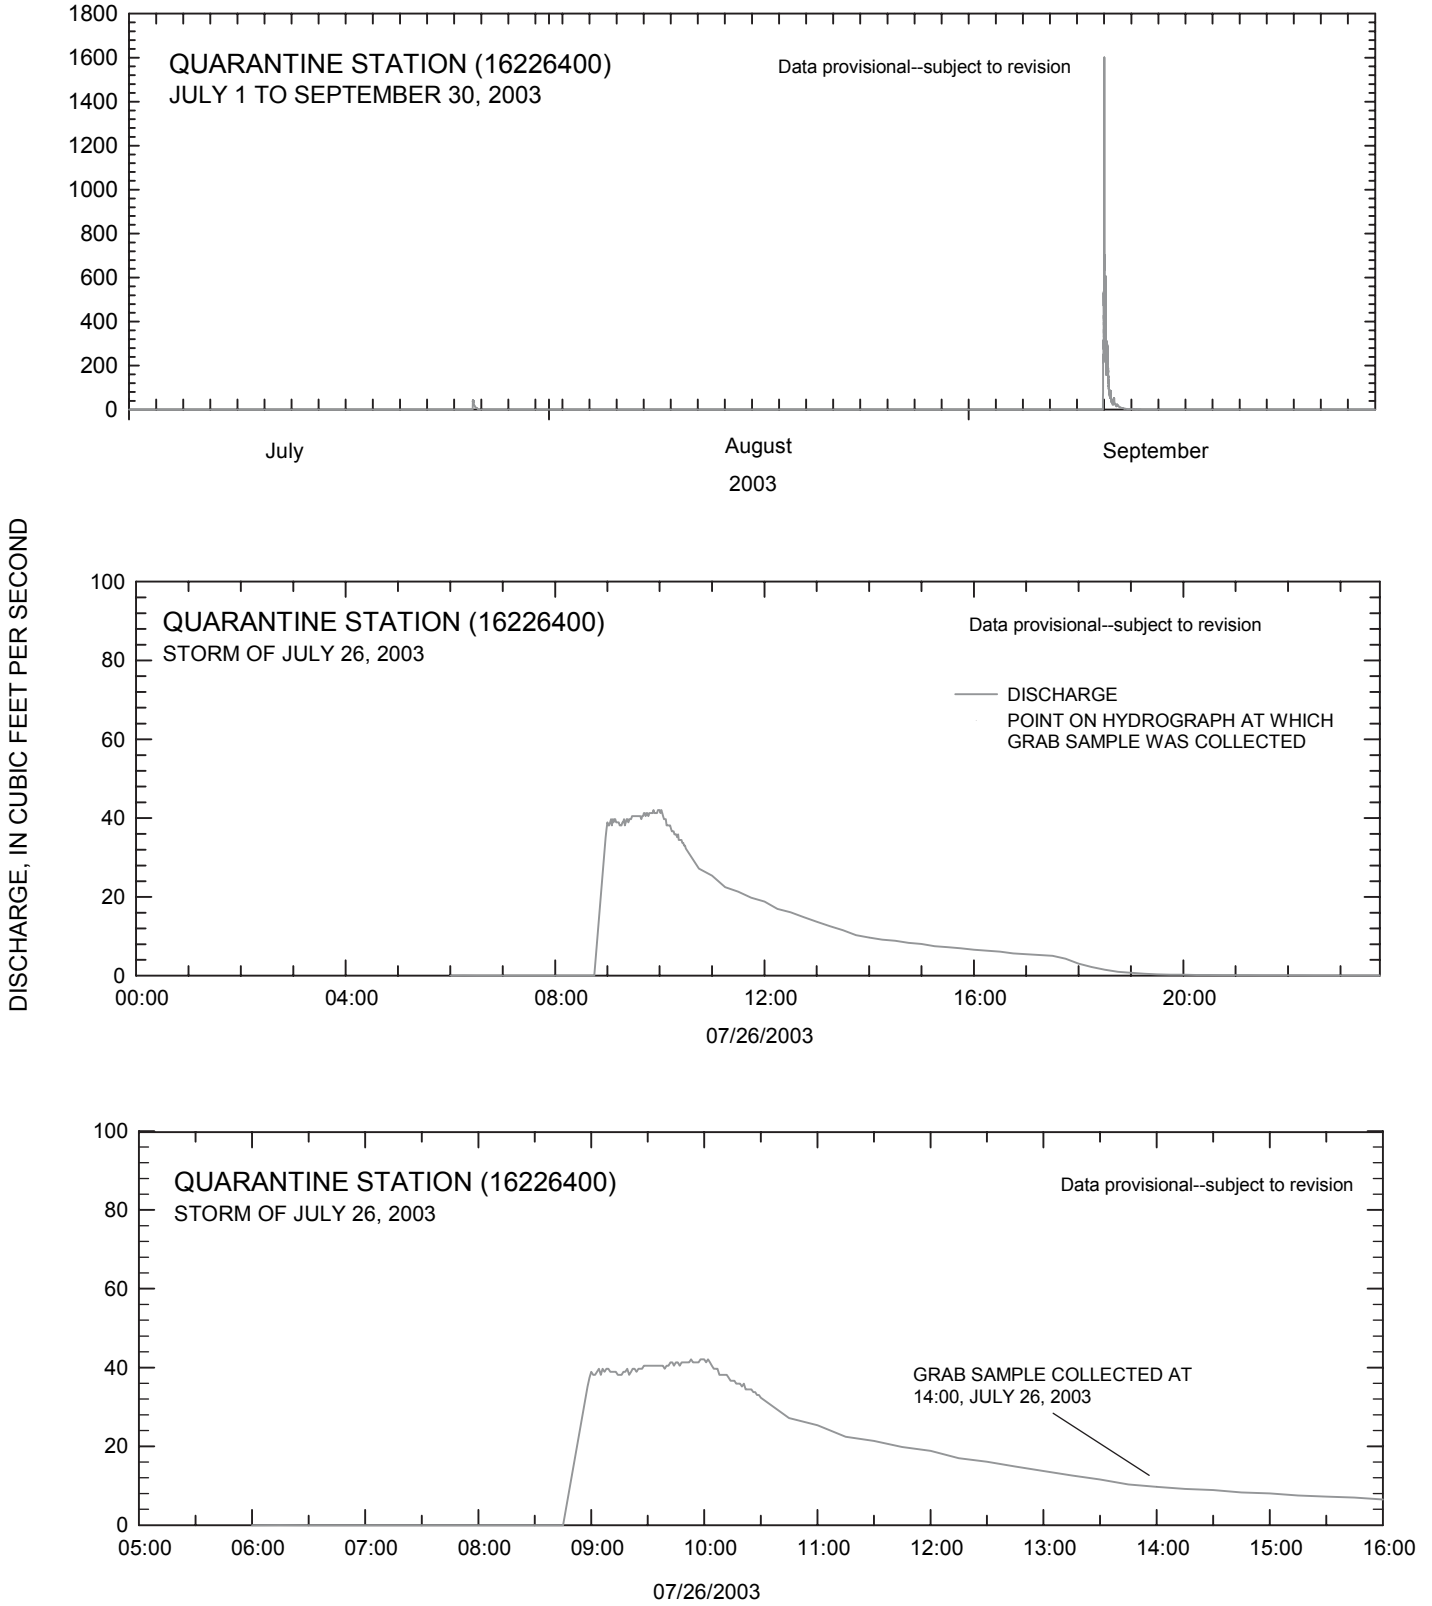 DISCHARGE, IN CUBIC FEET PER SECOND
QUARANTINE STATION (16226400)
JULY 1 TO SEPTEMBER 30, 2003
Data provisional--subject to revision
1800
1600
1400
1200
1000
800
600
400
200
0
July August September
2003
QUARANTINE STATION (16226400)
STORM OF JULY 26, 2003
Data provisional--subject to revision
DISCHARGE
POINT ON HYDROGRAPH AT WHICH
GRAB SAMPLE WAS COLLECTED
100
80
60
40
20
0
00:00 04:00 08:00 12:00 16:00 20:00
07/26/2003
QUARANTINE STATION (16226400)
STORM OF JULY 26, 2003
Data provisional--subject to revision
GRAB SAMPLE COLLECTED AT
14:00, JULY 26, 2003
100
80
60
40
20
0
05:00 06:00 07:00 08:00 09:00 10:00 11:00 12:00 13:00 14:00 15:00 16:00
07/26/2003